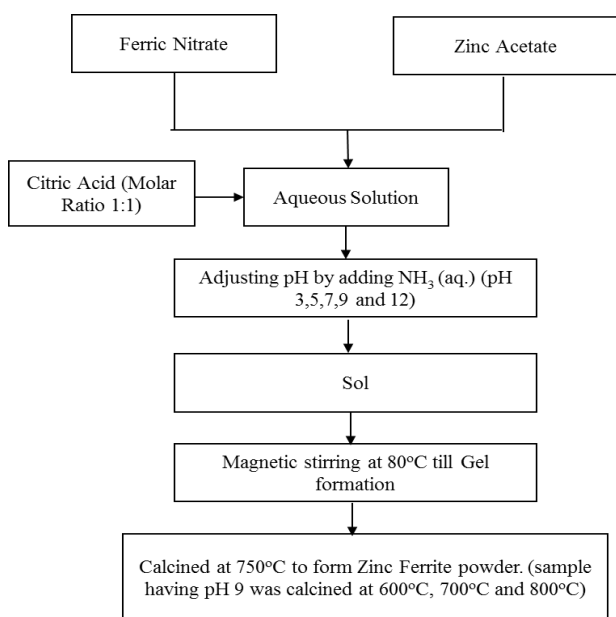 Ferric Nitrate
Zinc Acetate
Citric Acid (Molar
Ratio 1:1)
Aqueous Solution
Adjusting pH by adding NH₃ (aq.) (pH
3,5,7,9 and 12)
Sol
Magnetic stirring at 80°C till Gel
formation
Calcined at 750°C to form Zinc Ferrite powder. (sample
having pH 9 was calcined at 600°C, 700°C and 800°C)